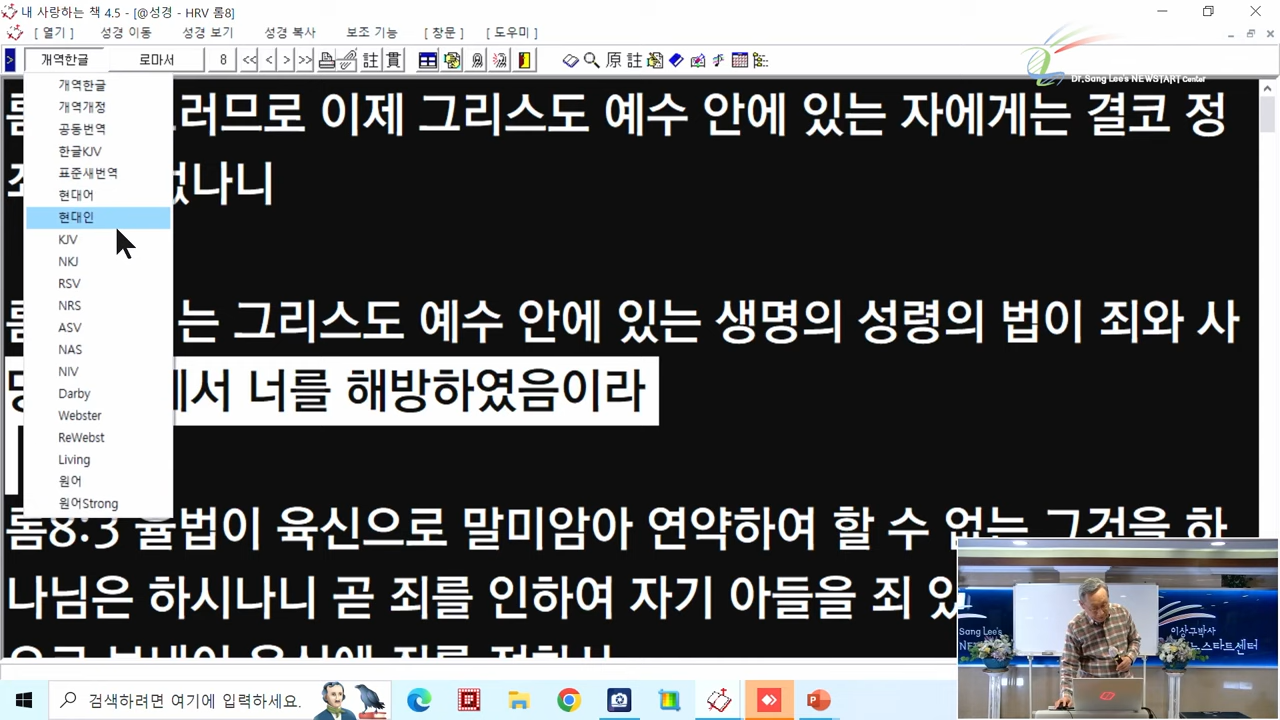 내 사랑하는 책 4.5 - [@성경 - HRV 롬8]
[ 열기 ] 성경 이동 성경 보기 성경 복사 보조 기능 [ 창문 ] [ 도우미 ]
> 개역한글 로마서 8 << < > >> 註 貫 原 註
Dr.Sang Lee's NEWSTART Center
개역한글
개역개정
공동번역
한글KJV
표준새번역
현대어
현대인
KJV
NKJ
RSV
NRS
ASV
NAS
NIV
Darby
Webster
ReWebst
Living
원어
원어Strong
러므로 이제 그리스도 예수 안에 있는 자에게는 결코 정
나니
는 그리스도 예수 안에 있는 생명의 성령의 법이 죄와 사
에서 너를 해방하였음이라
롬8:3 율법이 육신으로 말미암아 연약하여 할 수 없는 그것을 하
나님은 하시나니 곧 죄를 인하여 자기 아들을 죄
Sang Lee's
이상구박사
뉴스타트센터
검색하려면 여기에 입력하세요.